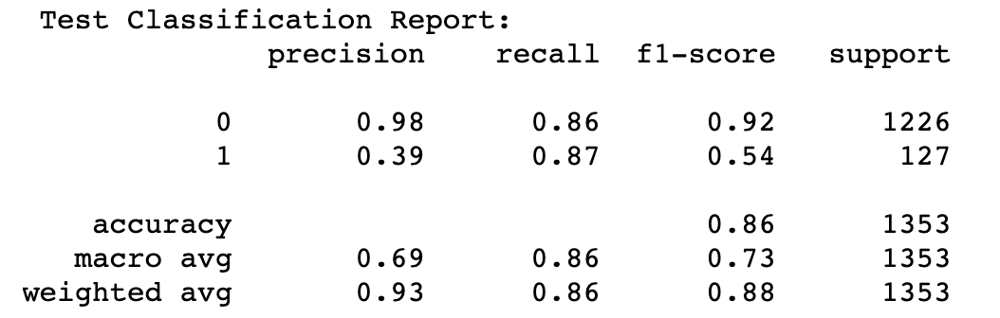 Test Classification Report:
precision recall f1-score support
0 0.98 0.86 0.92 1226
1 0.39 0.87 0.54 127
accuracy 0.86 1353
macro avg 0.69 0.86 0.73 1353
weighted avg 0.93 0.86 0.88 1353